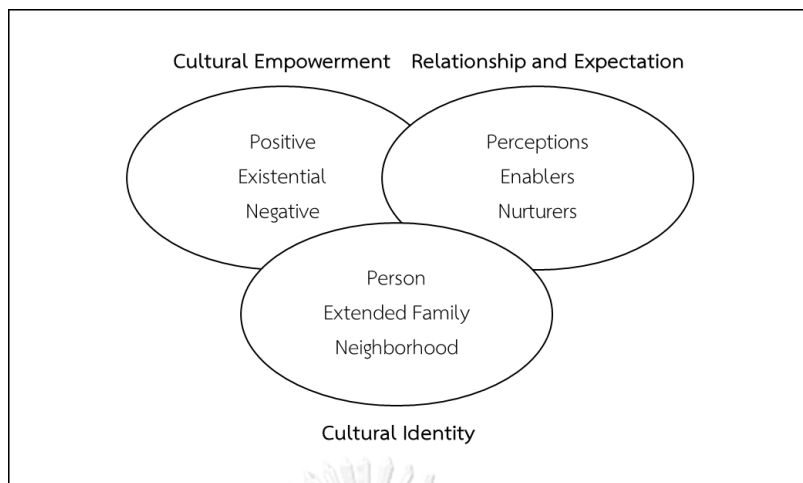 Cultural Empowerment
Relationship and Expectation
Positive
Existential
Negative
Perceptions
Enablers
Nurturers
Person
Extended Family
Neighborhood
Cultural Identity